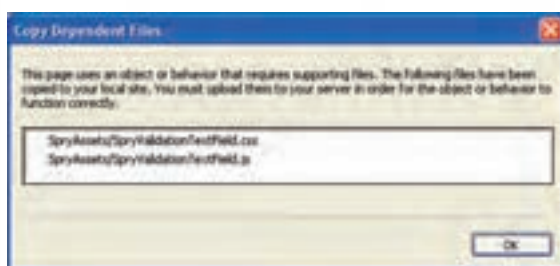 Copy Dependent Files
This page uses an object or behavior that requires supporting files. The following files have been
copied to your local site. You must upload them to your server in order for the object or behavior to
function correctly.
SpryAssets/SpryValidationTextField.css
SpryAssets/SpryValidationTextField.js
OK